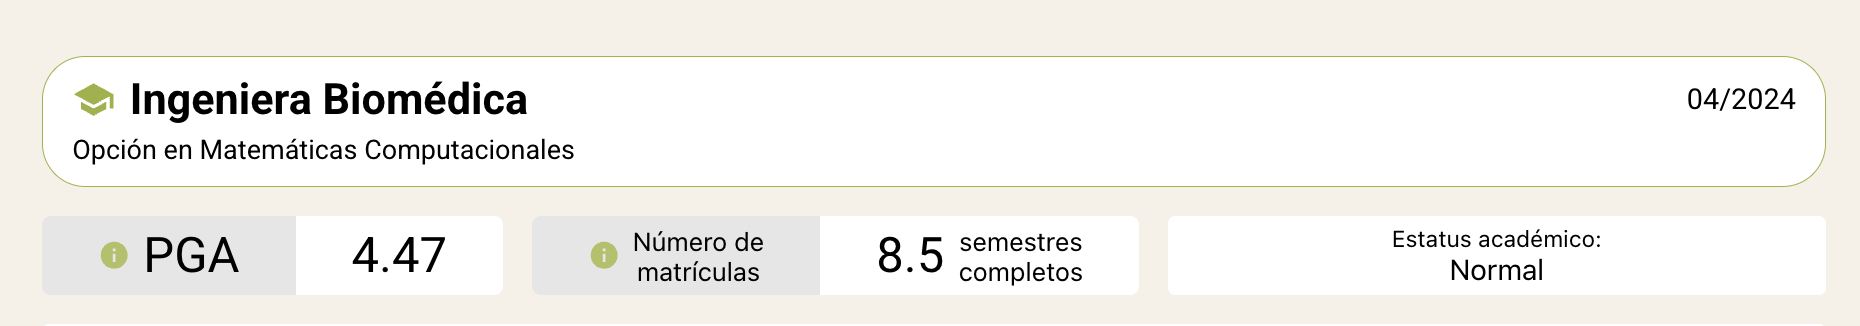 Ingeniera Biomédica
04/2024
Opción en Matemáticas Computacionales
PGA
4.47
Número de
matrículas
8.5
semestres
completos
Estatus académico:
Normal